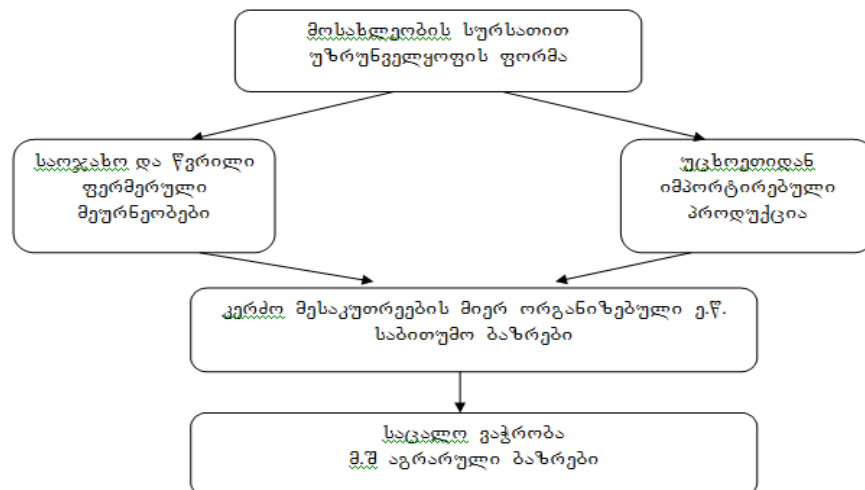 მოსახლეობის სურსათით
უზრუნველყოფის ფორმა
საოჯახო და წვრილი
ფერმერული
მეურნეობები
უცხოეთიდან
იმპორტირებული
პროდუქცია
კერძო მესაკუთრეების მიერ ორგანიზებული ე.წ.
საბითუმო ბაზრები
საცალო ვაჭრობა
მ.შ აგრარული ბაზრები